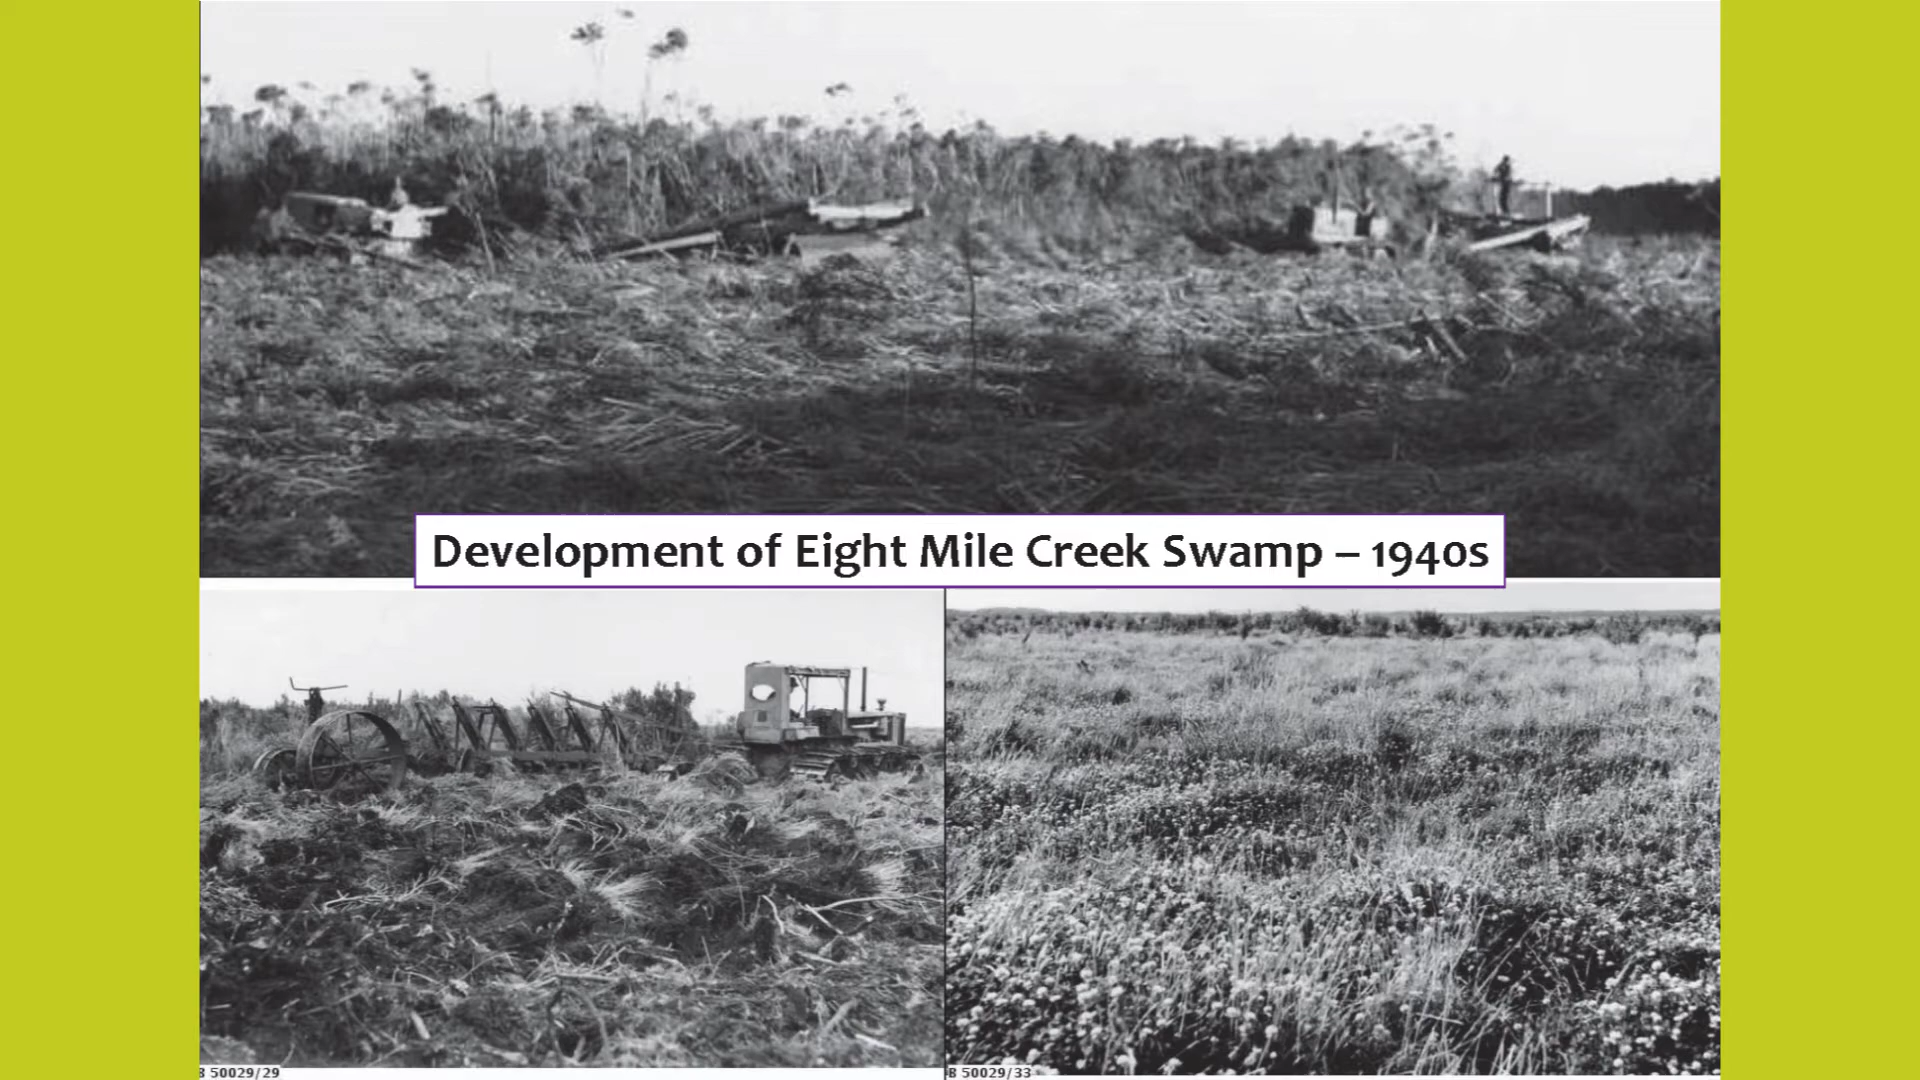 Development of Eight Mile Creek Swamp – 1940s
B 50029/29
B 50029/33